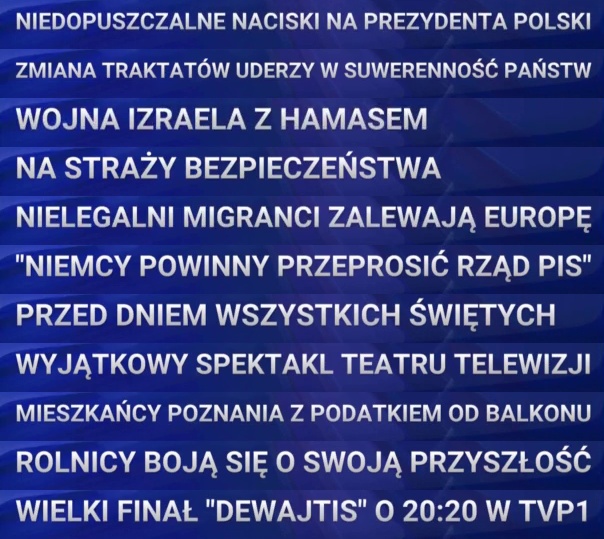 NIEDOPUSZCZALNE NACISKI NA PREZYDENTA POLSKI
ZMIANA TRAKTATÓW UDERZY W SUWERENNOŚĆ PAŃSTW
WOJNA IZRAELA Z HAMASEM
NA STRAŻY BEZPIECZEŃSTWA
NIELEGALNI MIGRANCI ZALEWAJĄ EUROPĘ
"NIEMCY POWINNY PRZEPROSIĆ RZĄD PIS"
PRZED DNIEM WSZYSTKICH ŚWIĘTYCH
WYJĄTKOWY SPEKTAKL TEATRU TELEWIZJI
MIESZKAŃCY POZNANIA Z PODATKIEM OD BALKONU
ROLNICY BOJĄ SIĘ O SWOJĄ PRZYSZŁOŚĆ
WIELKI FINAŁ "DEWAJTIS" O 20:20 W TVP1